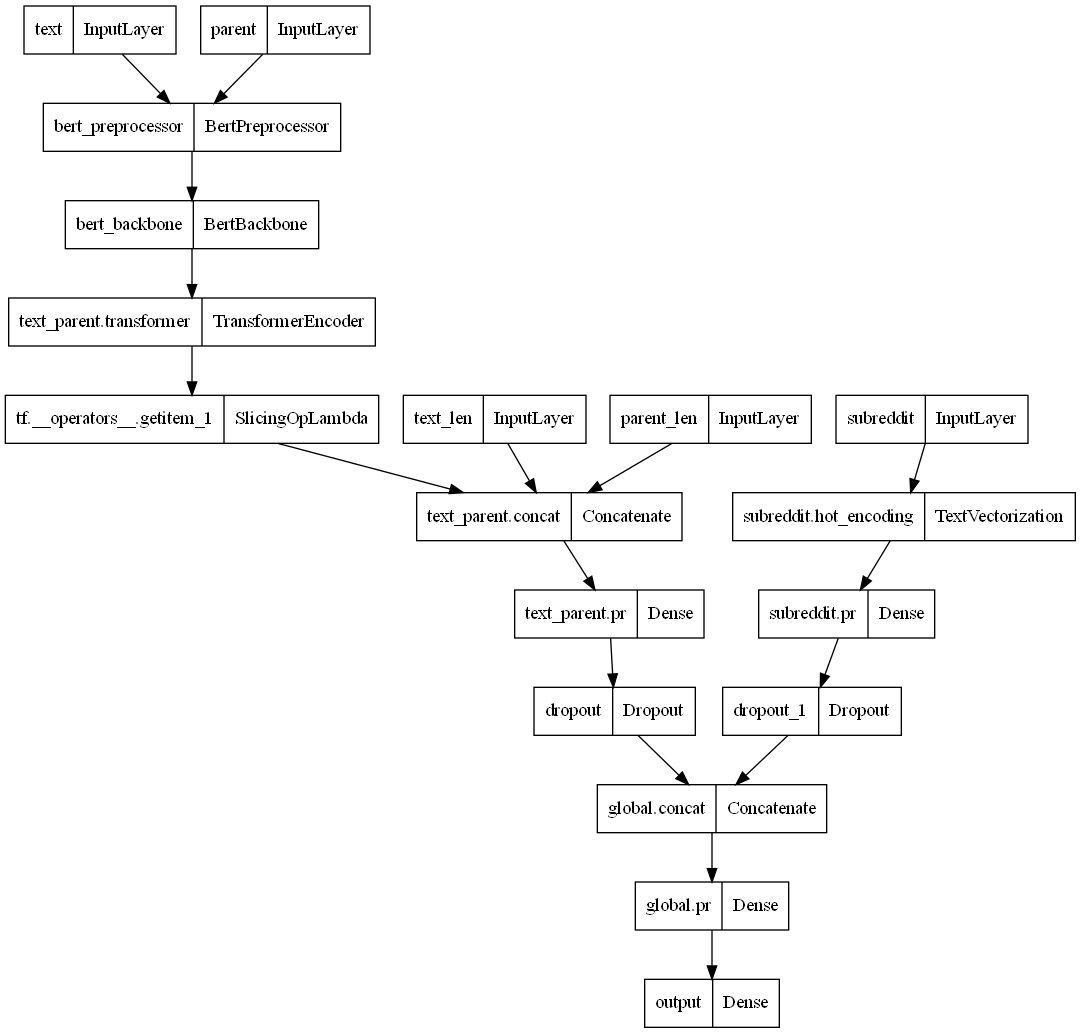 text InputLayer
parent InputLayer
bert_preprocessor BertPreprocessor
bert_backbone BertBackbone
text_parent.transformer TransformerEncoder
tf.__operators__.getitem_1 SlicingOpLambda
text_len InputLayer
parent_len InputLayer
subreddit InputLayer
text_parent.concat Concatenate
subreddit.hot_encoding TextVectorization
text_parent.pr Dense
subreddit.pr Dense
dropout Dropout
dropout_1 Dropout
global.concat Concatenate
global.pr Dense
output Dense